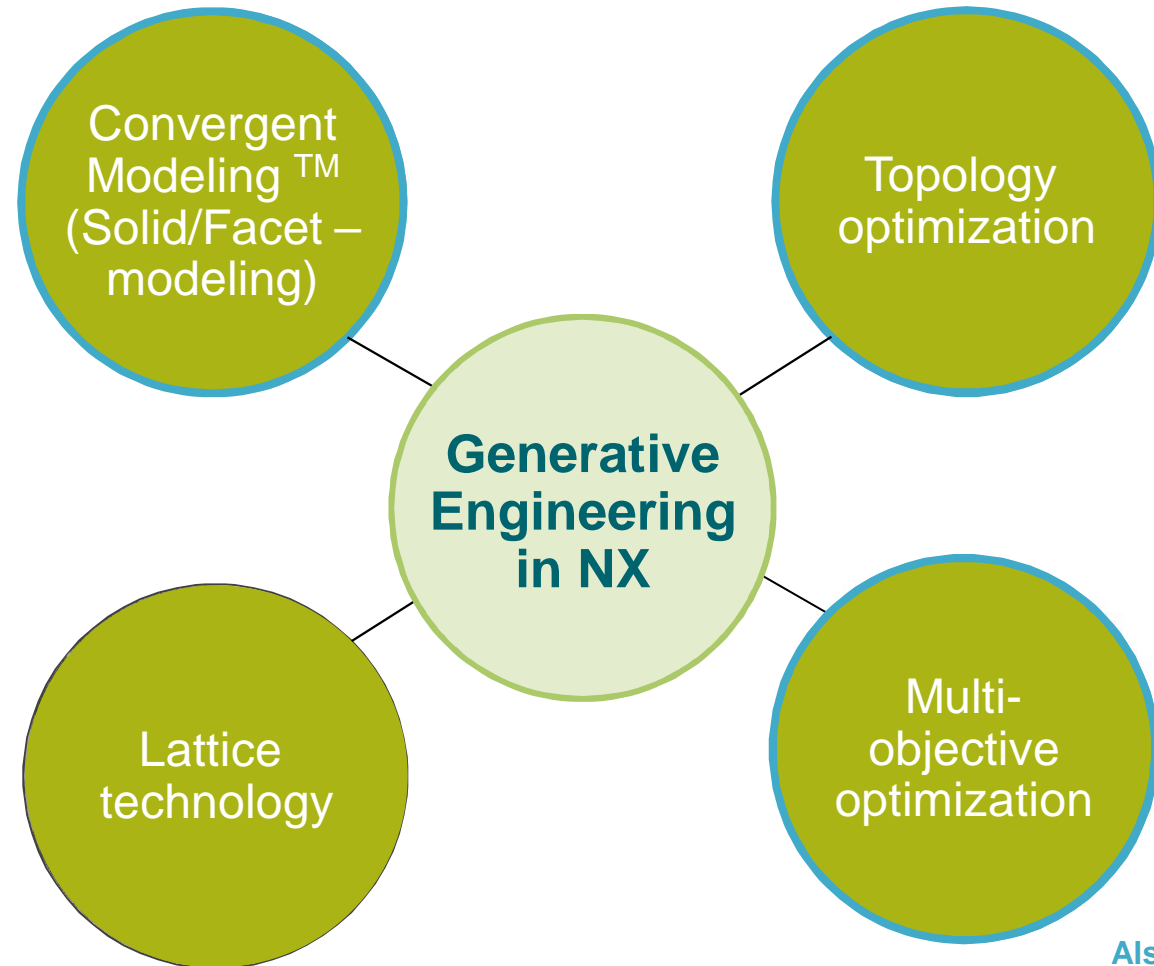 Convergent
Modeling TM
(Solid/Facet –
modeling)
Topology
optimization
Generative
Engineering
in NX
Lattice
technology
Multi-
objective
optimization